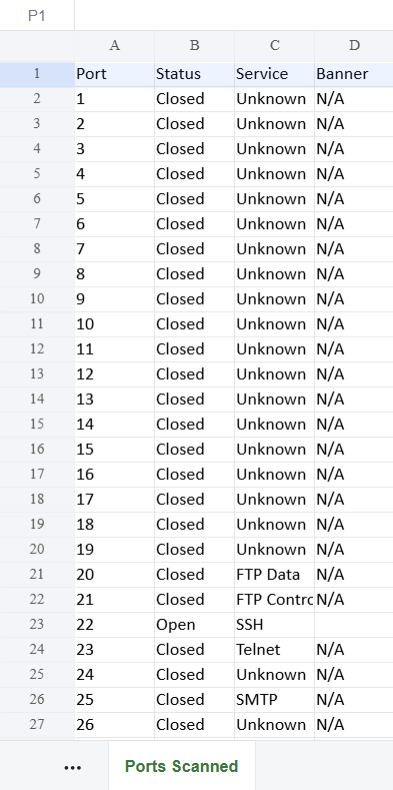 P1
A B C D
1 Port Status Service Banner
2 1 Closed Unknown N/A
3 2 Closed Unknown N/A
4 3 Closed Unknown N/A
5 4 Closed Unknown N/A
6 5 Closed Unknown N/A
7 6 Closed Unknown N/A
8 7 Closed Unknown N/A
9 8 Closed Unknown N/A
10 9 Closed Unknown N/A
11 10 Closed Unknown N/A
12 11 Closed Unknown N/A
13 12 Closed Unknown N/A
14 13 Closed Unknown N/A
15 14 Closed Unknown N/A
16 15 Closed Unknown N/A
17 16 Closed Unknown N/A
18 17 Closed Unknown N/A
19 18 Closed Unknown N/A
20 19 Closed Unknown N/A
21 20 Closed FTP Data N/A
22 21 Closed FTP Contrc N/A
23 22 Open SSH
24 23 Closed Telnet N/A
25 24 Closed Unknown N/A
26 25 Closed SMTP N/A
27 26 Closed Unknown N/A
... Ports Scanned